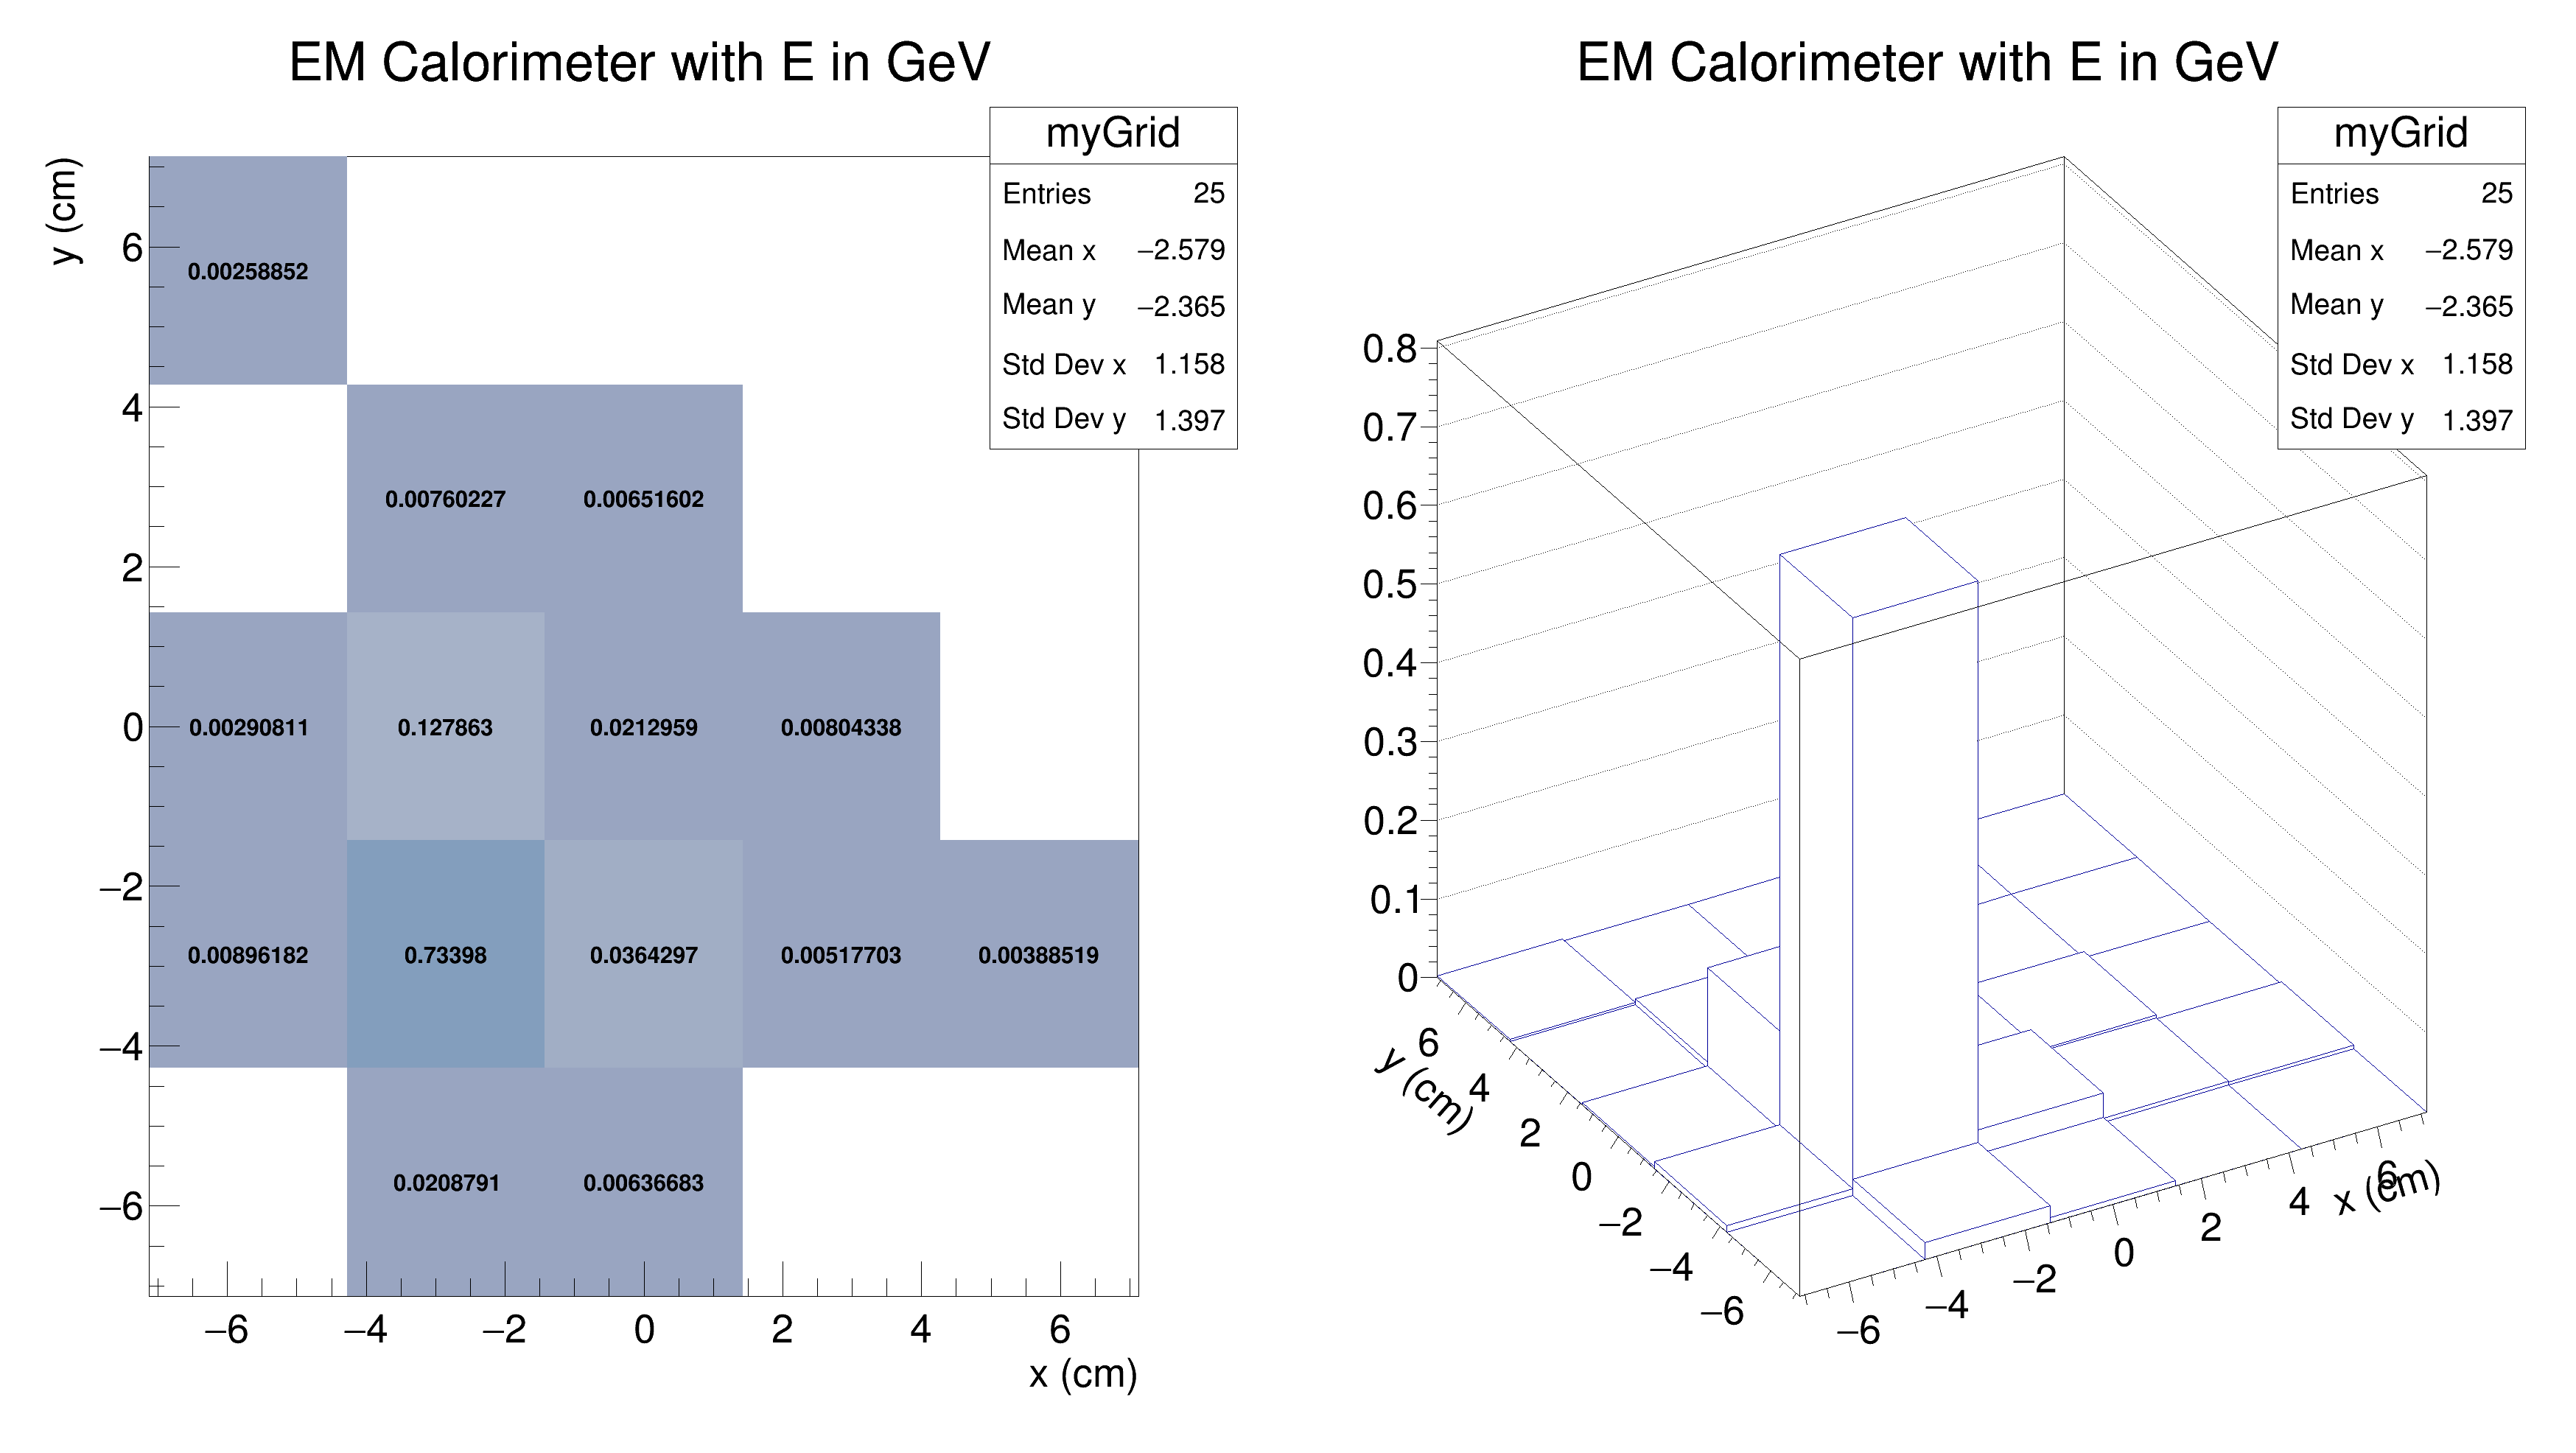 EM Calorimeter with E in GeV
myGrid
Entries 25
Mean x −2.579
Mean y −2.365
Std Dev x 1.158
Std Dev y 1.397
y (cm)
6
4
2
0
−2
−4
−6
0.00258852
0.00760227 0.00651602
0.00290811 0.127863 0.0212959 0.00804338
0.00896182 0.73398 0.0364297 0.00517703 0.00388519
0.0208791 0.00636683
−6 −4 −2 0 2 4 6
x (cm)
EM Calorimeter with E in GeV
myGrid
Entries 25
Mean x −2.579
Mean y −2.365
Std Dev x 1.158
Std Dev y 1.397
0.8
0.7
0.6
0.5
0.4
0.3
0.2
0.1
0
y (cm)
6
4
2
0
−2
−4
−6
−6
−4
−2
0
2
4
6
x (cm)